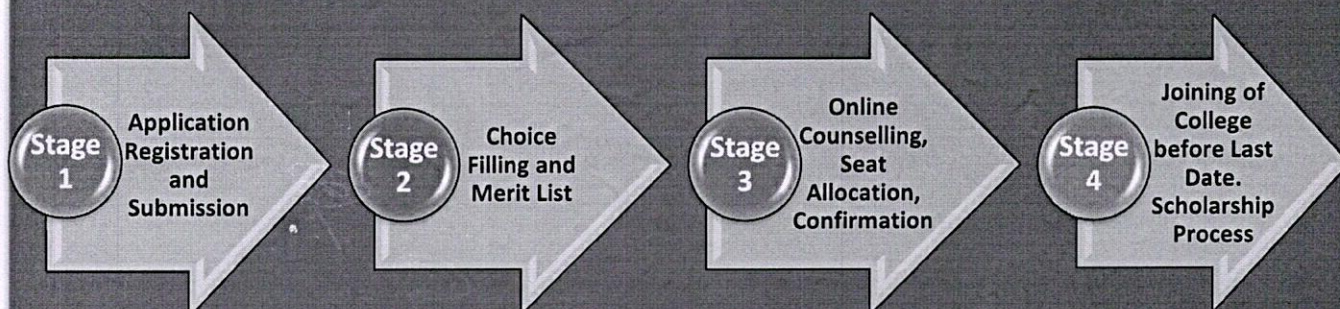 Stage
1
Application
Registration
and
Submission
Stage
2
Choice
Filling and
Merit List
Stage
3
Online
Counselling,
Seat
Allocation,
Confirmation
Stage
4
Joining of
College
before Last
Date.
Scholarship
Process